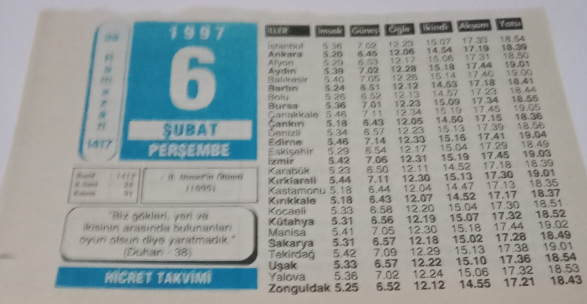 1997
28
ramazan
1417
6
ŞUBAT
PERŞEMBE
Rumî : 1412
K. Sâni : 24
Kasım : 91
II. Ahmet'in Ölümü
(1695)
"Biz gökleri, yeri ve
ikisinin arasında bulunanları
oyun olsun diye yaratmadık."
(Duhan - 38)
HİCRET TAKVİMİ
İLLER İmsak Güneş Öğle İkindi Akşam Yatsı
İstanbul 5.36 7.02 12.23 15.07 17.33 18.54
Ankara 5.20 6.45 12.06 14.54 17.19 18.39
Afyon 5.29 6.53 12.17 15.06 17.31 18.50
Aydın 5.39 7.02 12.28 15.18 17.44 19.01
Balıkesir 5.40 7.05 12.28 15.14 17.40 19.00
Bartın 5.24 6.51 12.12 14.53 17.18 18.41
Bolu 5.26 6.52 12.13 14.57 17.23 18.44
Bursa 5.36 7.01 12.23 15.09 17.34 18.55
Çanakkale 5.46 7.11 12.34 15.19 17.45 19.05
Çankırı 5.18 6.43 12.05 14.50 17.15 18.36
Denizli 5.34 6.57 12.23 15.13 17.39 18.56
Edirne 5.46 7.14 12.33 15.16 17.41 19.04
Eskişehir 5.29 6.54 12.17 15.04 17.29 18.49
İzmir 5.42 7.06 12.31 15.19 17.45 19.03
Karabük 5.23 6.50 12.11 14.52 17.18 18.39
Kırklareli 5.44 7.11 12.30 15.13 17.30 19.01
Kastamonu 5.18 6.44 12.04 14.47 17.13 18.35
Kırıkkale 5.18 6.43 12.07 14.52 17.17 18.37
Kocaeli 5.33 6.58 12.20 15.04 17.30 18.51
Kütahya 5.31 6.56 12.19 15.07 17.32 18.52
Manisa 5.41 7.05 12.30 15.18 17.44 19.02
Sakarya 5.31 6.57 12.18 15.02 17.28 18.49
Tekirdağ 5.42 7.09 12.29 15.13 17.38 19.01
Uşak 5.33 6.57 12.22 15.10 17.36 18.54
Yalova 5.36 7.02 12.24 15.06 17.32 18.53
Zonguldak 5.25 6.52 12.12 14.55 17.21 18.43